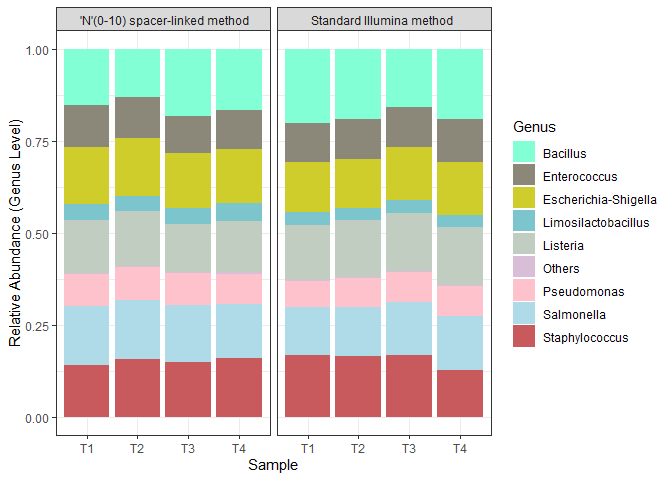 'N'(0-10) spacer-linked method
Standard Illumina method
Relative Abundance (Genus Level)
1.00
0.75
0.50
0.25
0.00
T1 T2 T3 T4 T1 T2 T3 T4
Sample
Genus
Bacillus
Enterococcus
Escherichia-Shigella
Limosilactobacillus
Listeria
Others
Pseudomonas
Salmonella
Staphylococcus